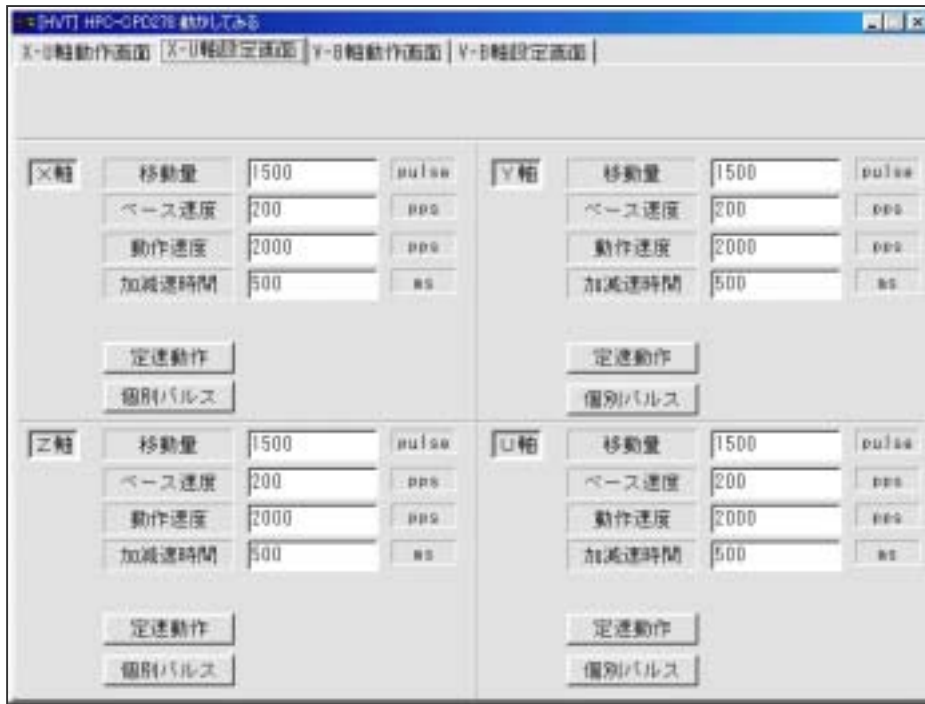 [HVT] HPC-CPD278 動かしてみる
X-U軸動作画面 X-U軸設定画面 V-B軸動作画面 V-B軸設定画面
X軸 移動量 1500 pulse
ベース速度 200 pps
動作速度 2000 pps
加減速時間 500 ms
定速動作
個別パルス
Y軸 移動量 1500 pulse
ベース速度 200 pps
動作速度 2000 pps
加減速時間 500 ms
定速動作
個別パルス
Z軸 移動量 1500 pulse
ベース速度 200 pps
動作速度 2000 pps
加減速時間 500 ms
定速動作
個別パルス
U軸 移動量 1500 pulse
ベース速度 200 pps
動作速度 2000 pps
加減速時間 500 ms
定速動作
個別パルス